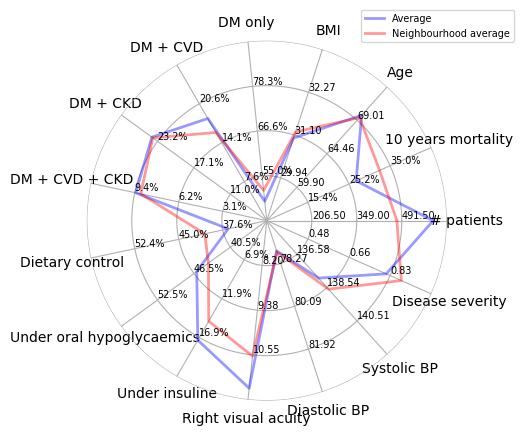 Average
Neighbourhood average
DM only
BMI
DM + CVD
Age
DM + CKD
10 years mortality
DM + CVD + CKD
# patients
Dietary control
Disease severity
Under oral hypoglycaemics
Systolic BP
Under insuline
Diastolic BP
Right visual acuity
78.3%
66.6%
55.0%
32.27
31.10
29.94
69.01
64.46
59.90
35.0%
25.2%
15.4%
206.50
349.00
491.50
0.48
0.66
0.83
136.58
138.54
140.51
78.27
80.09
81.92
8.20
9.38
10.55
6.9%
11.9%
16.9%
40.5%
46.5%
52.5%
37.6%
45.0%
52.4%
3.1%
6.2%
9.4%
11.0%
17.1%
23.2%
7.6%
14.1%
20.6%